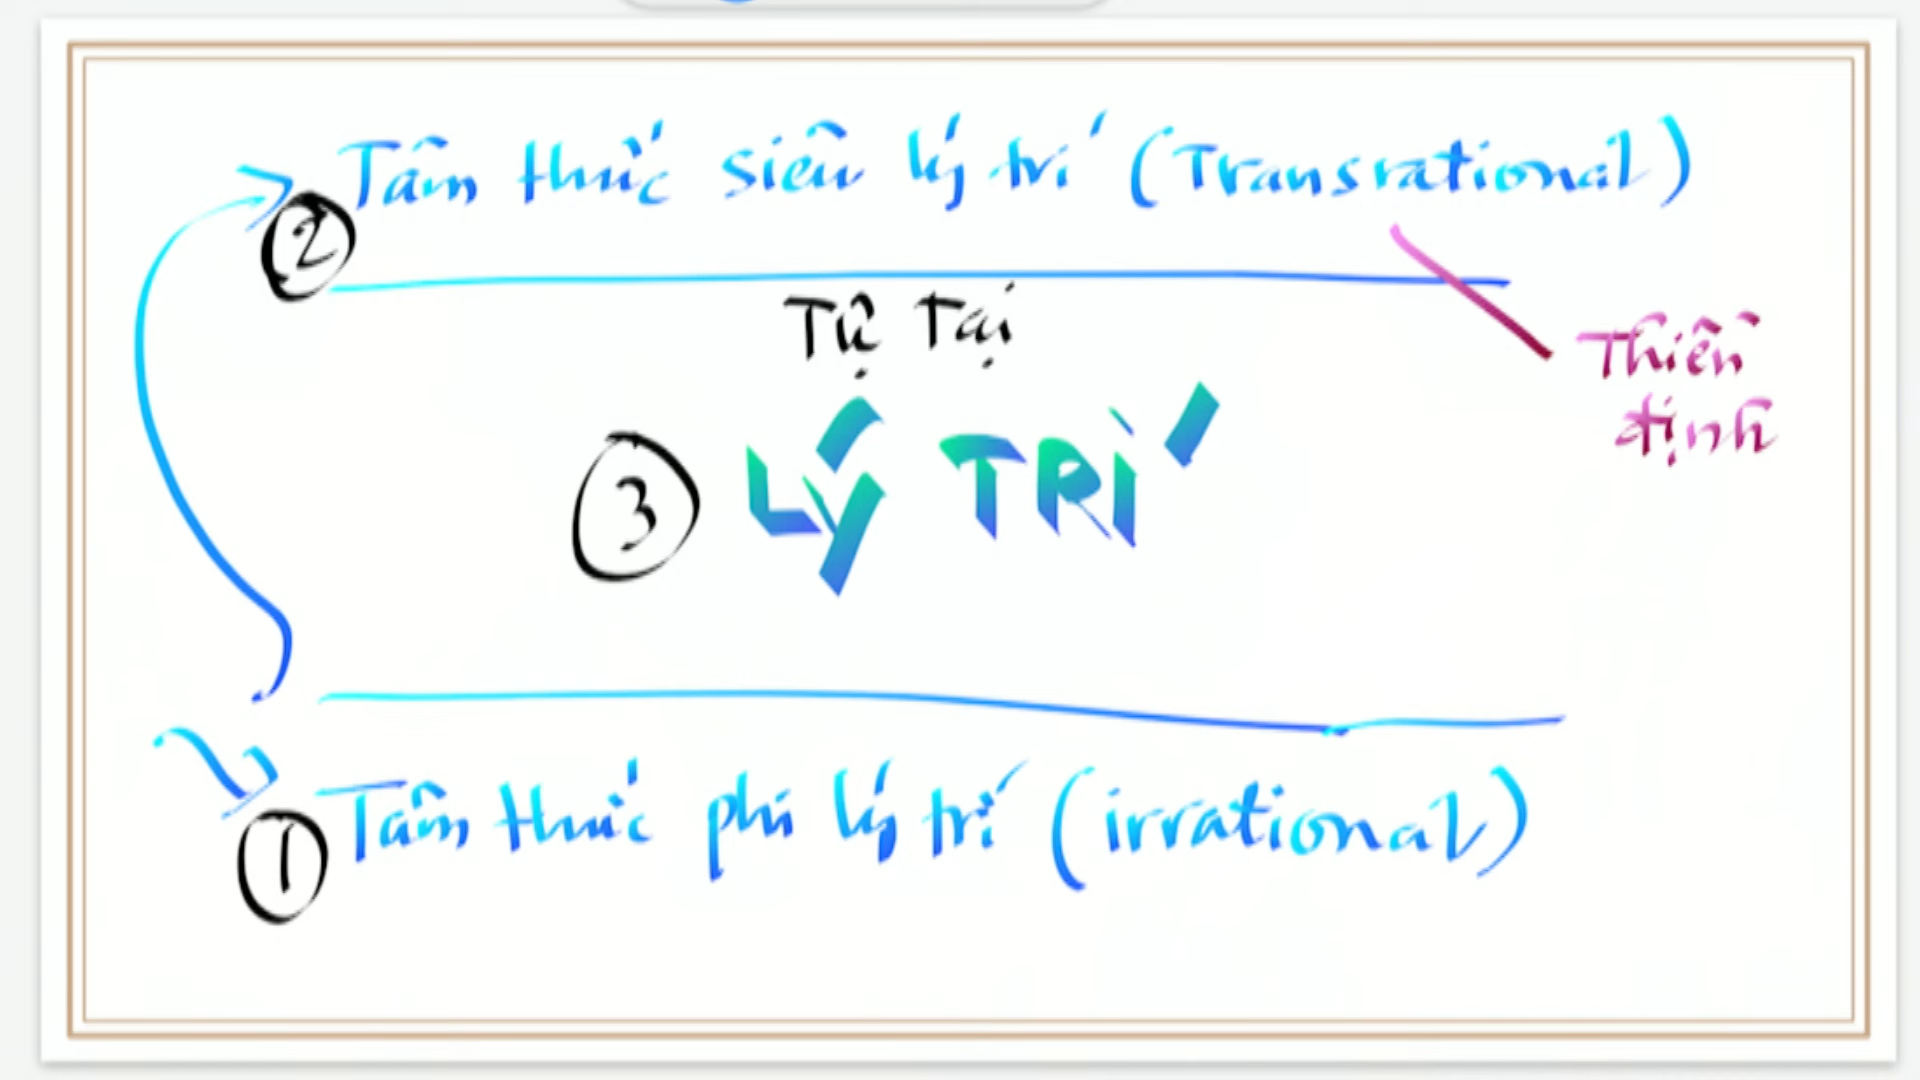 Tâm thức siêu lý trí (Transrational)
②
Tự Tại
Thiền
định
③ LÝ TRÍ
Tâm thức phi lý trí (irrational)
①